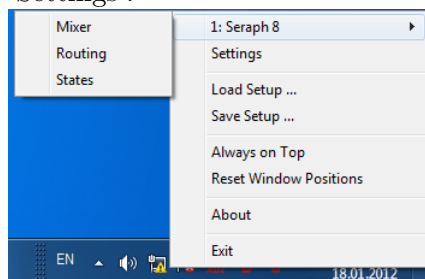 Settings .
Mixer
Routing
States
1: Seraph 8
Settings
Load Setup ...
Save Setup ...
Always on Top
Reset Window Positions
About
Exit
EN
18.01.2012